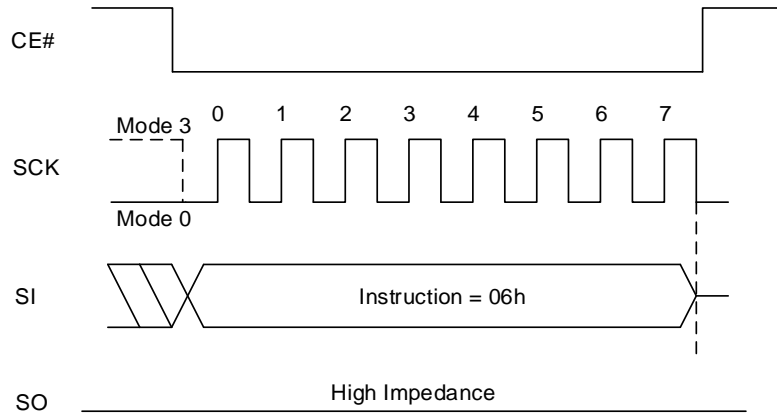 CE#
0 1 2 3 4 5 6 7
Mode 3
SCK
Mode 0
SI
Instruction = 06h
High Impedance
SO